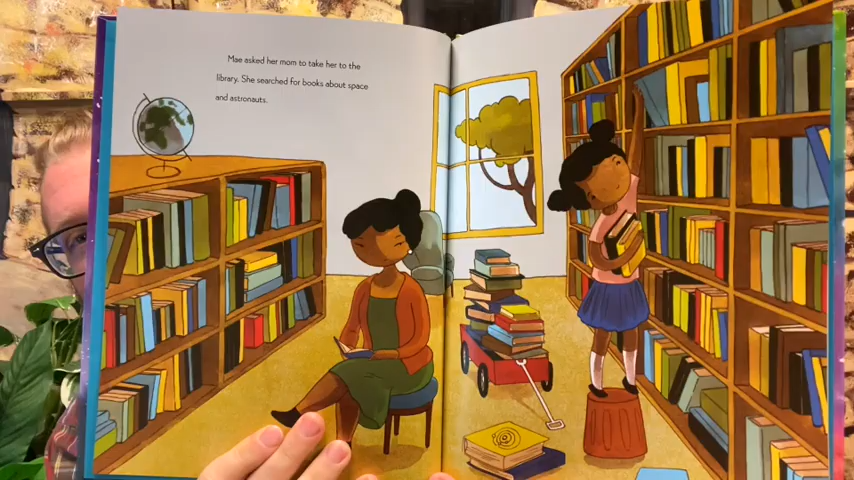 Mae asked her mom to take her to the
library. She searched for books about space
and astronauts.